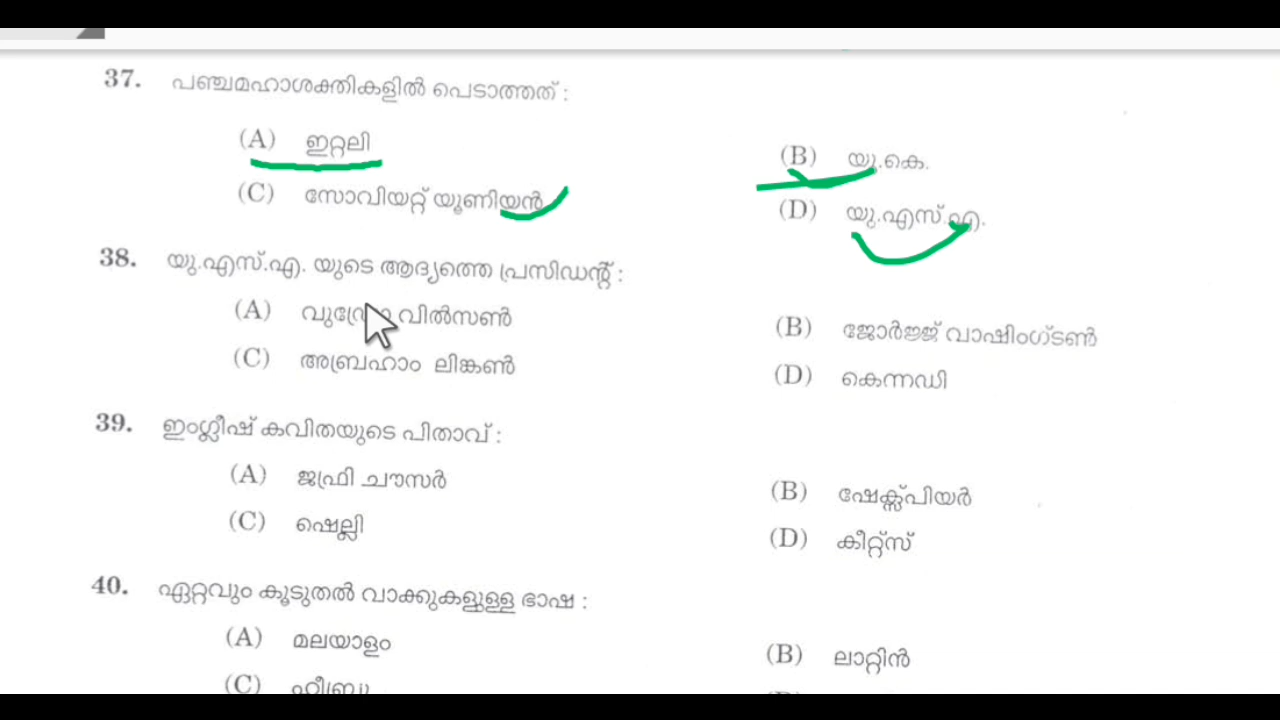 37. പഞ്ചമഹാശക്തികളിൽ പെടാത്തത് :
(A) ഇറ്റലി (B) യു.കെ.
(C) സോവിയറ്റ് യൂണിയൻ (D) യു.എസ്.എ.
38. യു.എസ്.എ. യുടെ ആദ്യത്തെ പ്രസിഡന്റ് :
(A) വുഡ്രോ വിൽസൺ (B) ജോർജ്ജ് വാഷിംഗ്ടൺ
(C) അബ്രഹാം ലിങ്കൺ (D) കെന്നഡി
39. ഇംഗ്ലീഷ് കവിതയുടെ പിതാവ് :
(A) ജഫ്രി ചൗസർ (B) ഷേക്സ്പിയർ
(C) ഷെല്ലി (D) കീറ്റ്സ്
40. ഏറ്റവും കൂടുതൽ വാക്കുകളുള്ള ഭാഷ :
(A) മലയാളം (B) ലാറ്റിൻ
(C) ഹീബ്രു